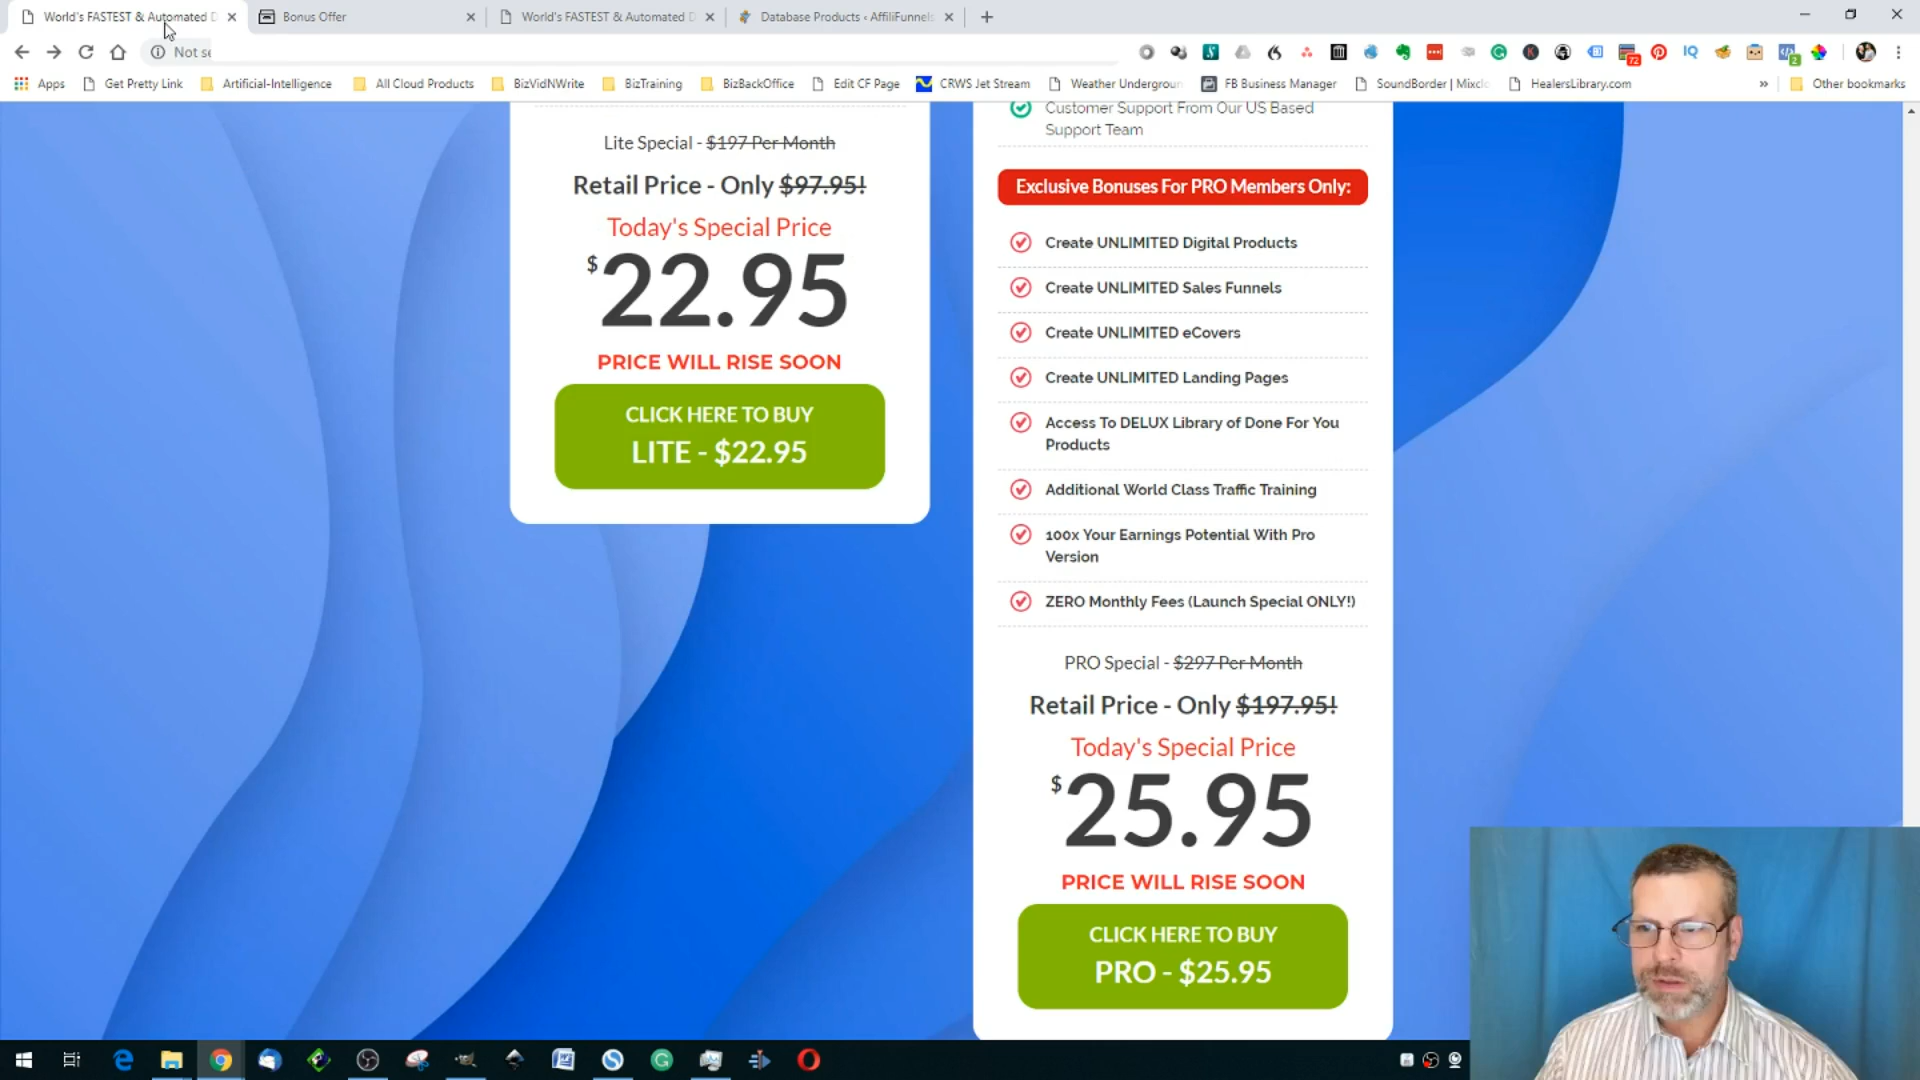 World's FASTEST & Automated D
Bonus Offer
World's FASTEST & Automated D
Database Products ‹ AffiliFunnels
Not se
Apps
Get Pretty Link
Artificial-Intelligence
All Cloud Products
BizVidNWrite
BizTraining
BizBackOffice
Edit CF Page
CRWS Jet Stream
Weather Undergroun
FB Business Manager
SoundBorder | Mixclo
HealersLibrary.com
»
Other bookmarks
72
2
IQ
Lite Special - $197 Per Month
Retail Price - Only $97.95!
Today's Special Price
$22.95
PRICE WILL RISE SOON
CLICK HERE TO BUY
LITE - $22.95
Customer Support From Our US Based
Support Team
Exclusive Bonuses For PRO Members Only:
Create UNLIMITED Digital Products
Create UNLIMITED Sales Funnels
Create UNLIMITED eCovers
Create UNLIMITED Landing Pages
Access To DELUX Library of Done For You
Products
Additional World Class Traffic Training
100x Your Earnings Potential With Pro
Version
ZERO Monthly Fees (Launch Special ONLY!)
PRO Special - $297 Per Month
Retail Price - Only $197.95!
Today's Special Price
$25.95
PRICE WILL RISE SOON
CLICK HERE TO BUY
PRO - $25.95